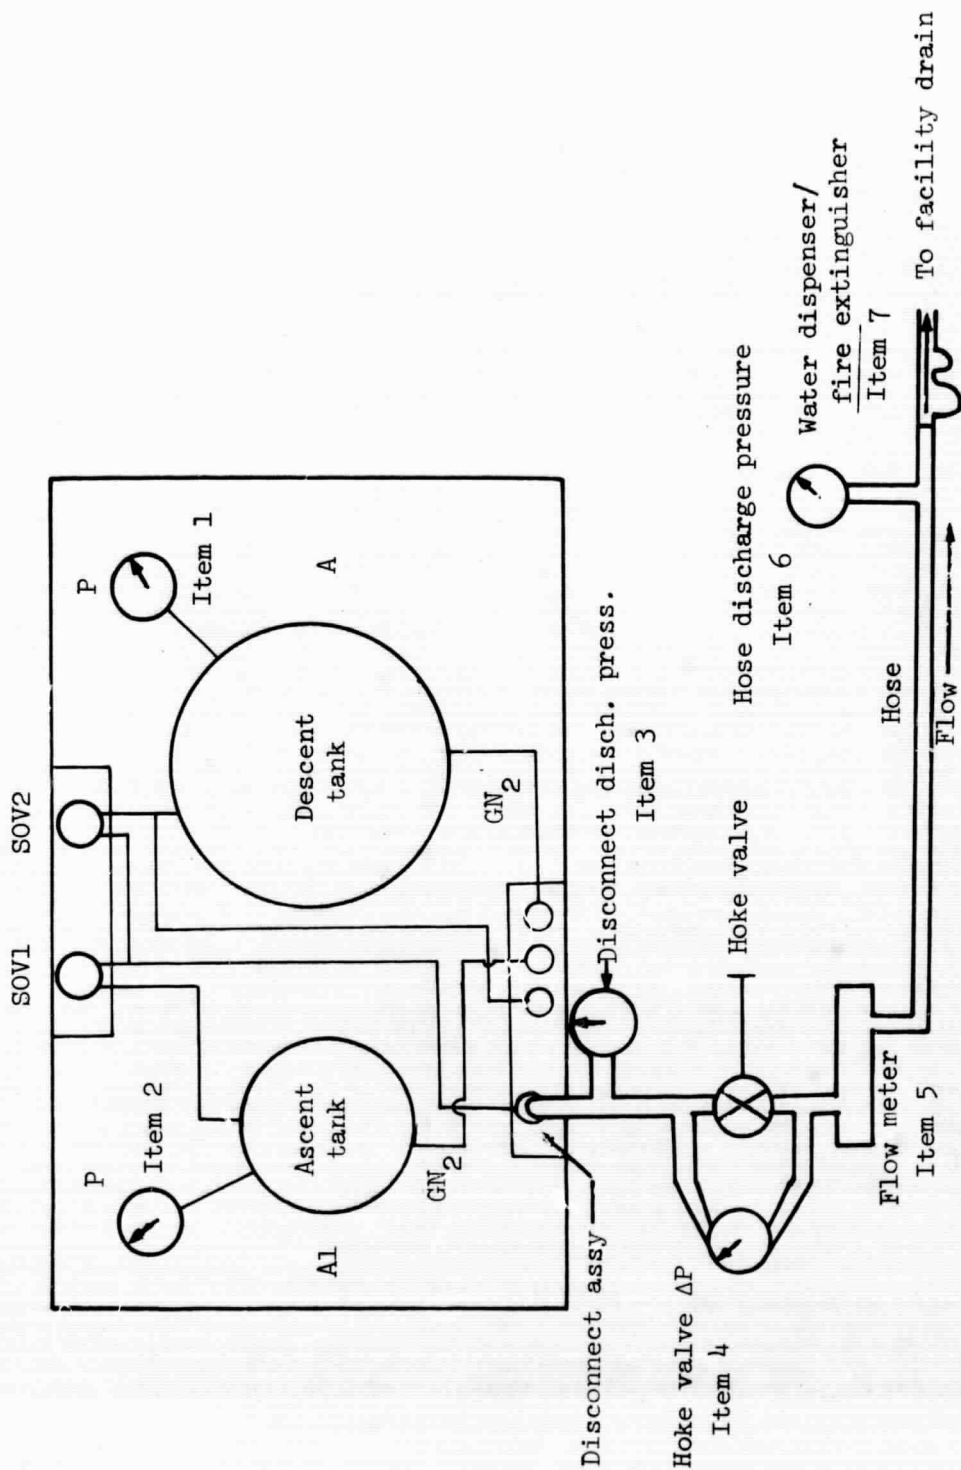 SOV1
SOV2
P
Item 2
P
Item 1
Ascent
tank
Descent
tank
A1
A
GN2
GN2
Disconnect assy
Disconnect disch. press.
Item 3
Hoke valve ΔP
Item 4
Hoke valve
Hose discharge pressure
Item 6
Water dispenser/
fire extinguisher
Item 7
Flow meter
Item 5
Hose
Flow
To facility drain